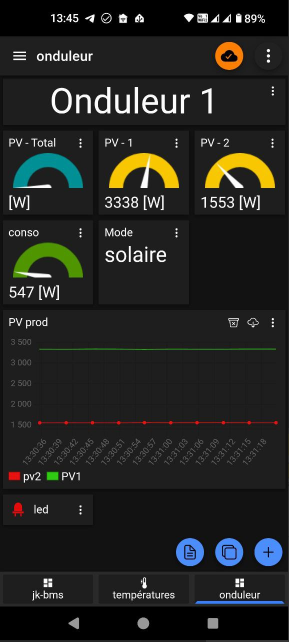 13:45 89%
onduleur
Onduleur 1
PV - Total PV - 1 PV - 2
[W] 3338 [W] 1553 [W]
conso Mode
547 [W] solaire
PV prod
3 500
3 000
2 500
2 000
1 500
13:30:36 13:30:39 13:30:42 13:30:45 13:30:48 13:30:51 13:30:54 13:30:57 13:31:00 13:31:03 13:31:06 13:31:09 13:31:12 13:31:15 13:31:18
pv2 PV1
led
jk-bms températures onduleur